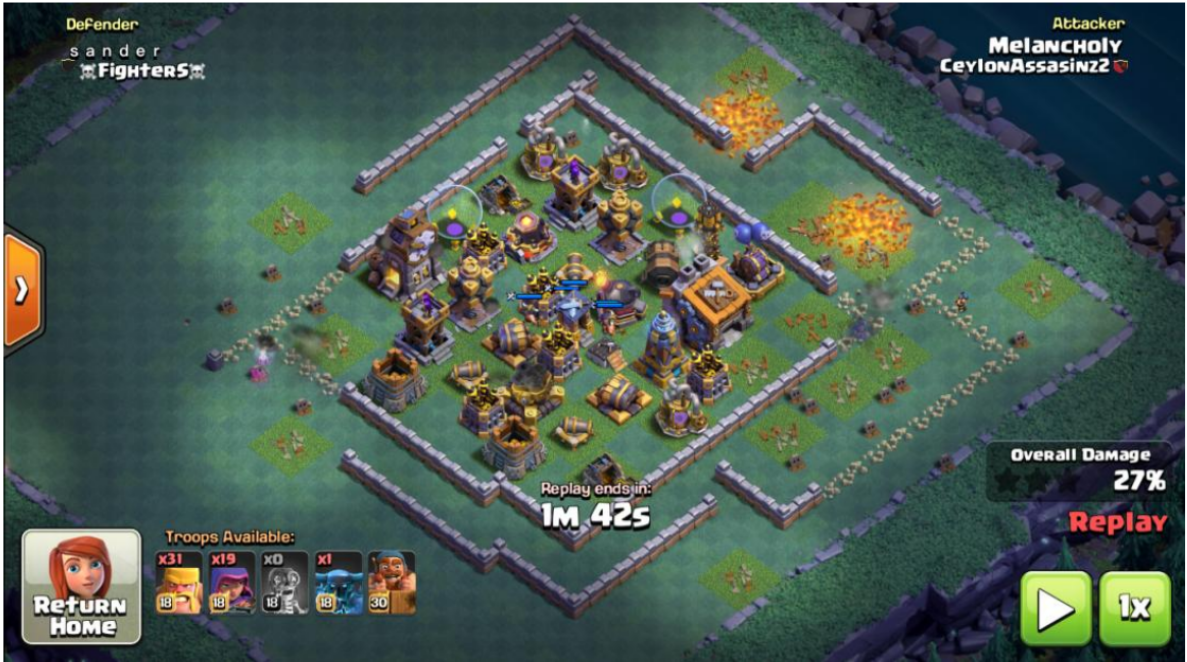 Defender
sander
☠FighterS☠
Attacker
Melancholy
CeylonAssasinz2
Overall Damage
27%
Replay ends in:
1m 42s
Replay
Troops Available:
x31
x19
x0
x1
18
18
18
18
30
Return
Home
1x